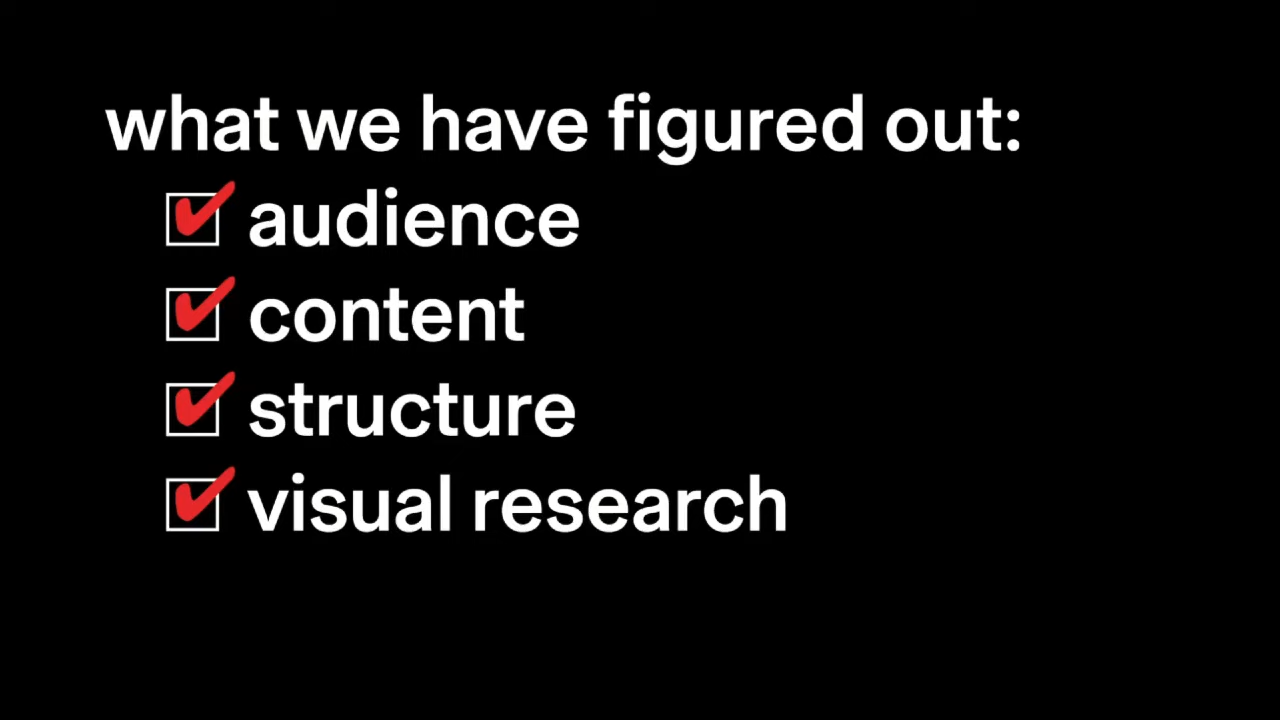 what we have figured out:
audience
content
structure
visual research